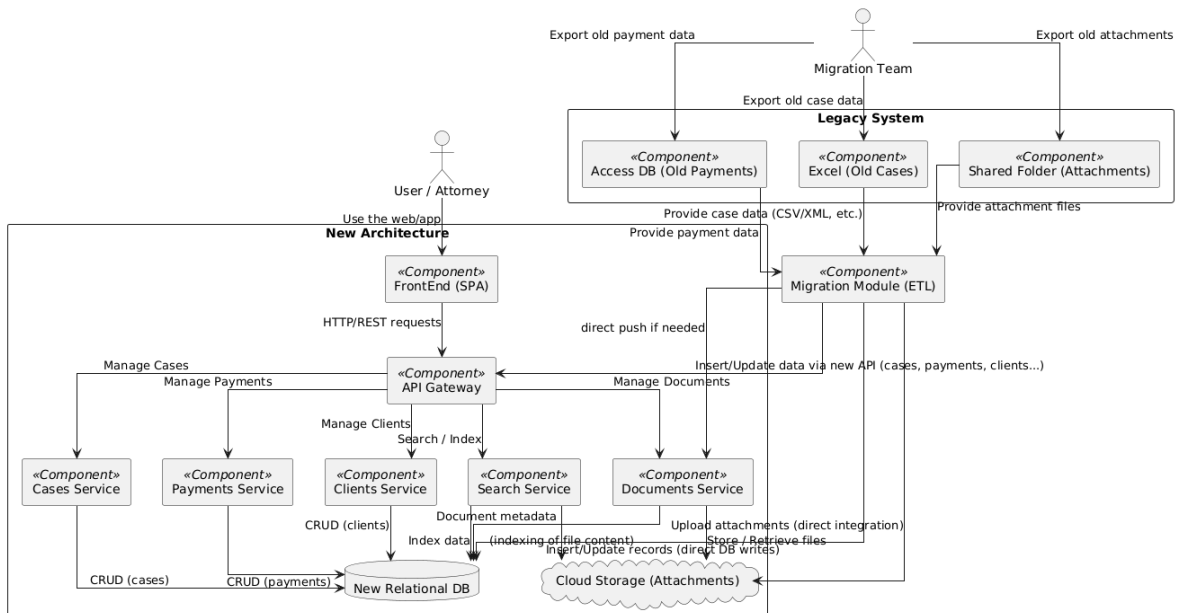 Export old payment data
Export old attachments
Migration Team
Export old case data
Legacy System
«Component»
Access DB (Old Payments)
«Component»
Excel (Old Cases)
«Component»
Shared Folder (Attachments)
User / Attorney
Use the web/app
Provide case data (CSV/XML, etc.)
Provide attachment files
New Architecture
Provide payment data
«Component»
FrontEnd (SPA)
«Component»
Migration Module (ETL)
HTTP/REST requests
direct push if needed
Manage Cases
Insert/Update data via new API (cases, payments, clients...)
«Component»
API Gateway
Manage Payments
Manage Documents
Manage Clients
Search / Index
«Component»
Cases Service
«Component»
Payments Service
«Component»
Clients Service
«Component»
Search Service
«Component»
Documents Service
Document metadata
CRUD (clients)
Upload attachments (direct integration)
Index data
(indexing of file content)
Store / Retrieve files
Insert/Update records (direct DB writes)
CRUD (cases)
CRUD (payments)
New Relational DB
Cloud Storage (Attachments)